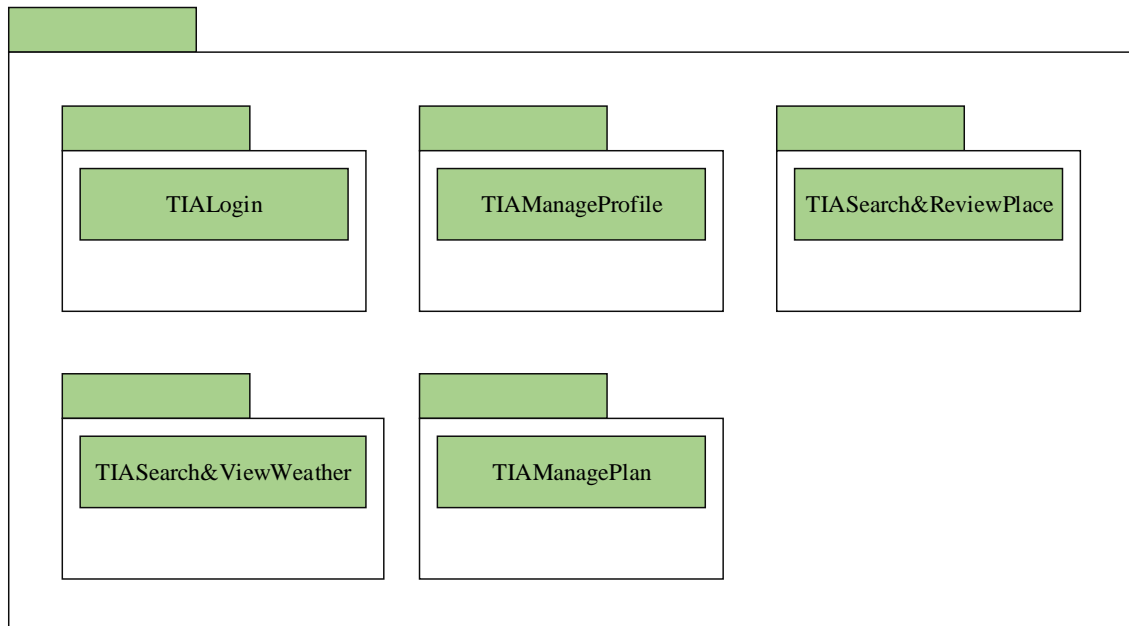 TIALogin
TIAManageProfile
TIASearch&ReviewPlace
TIASearch&ViewWeather
TIAManagePlan